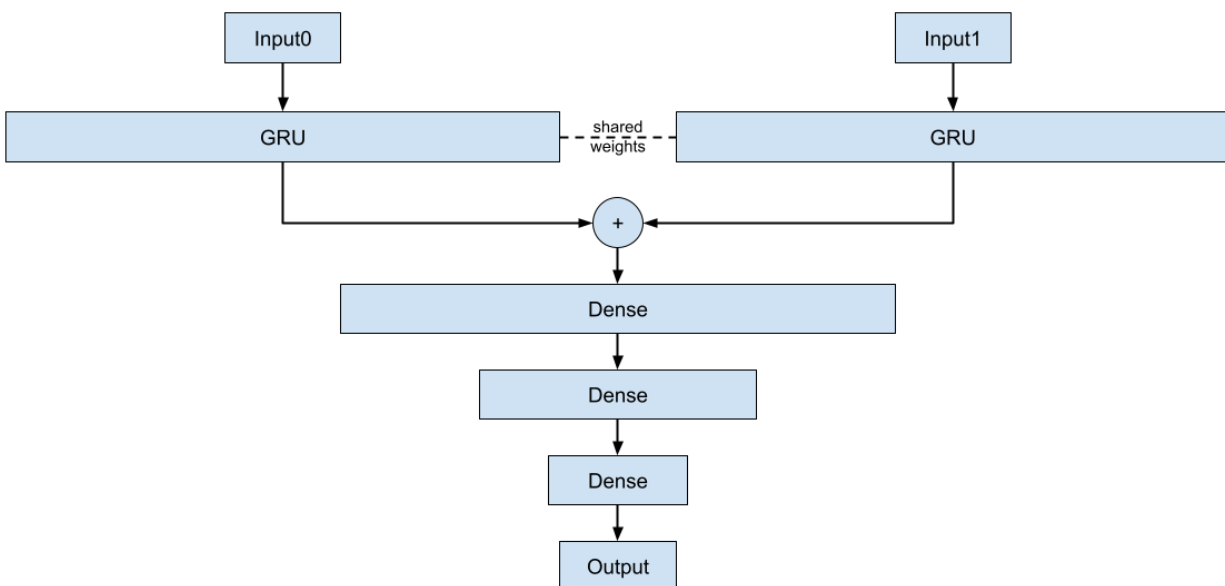 Input0
Input1
GRU
shared
weights
GRU
+
Dense
Dense
Dense
Output